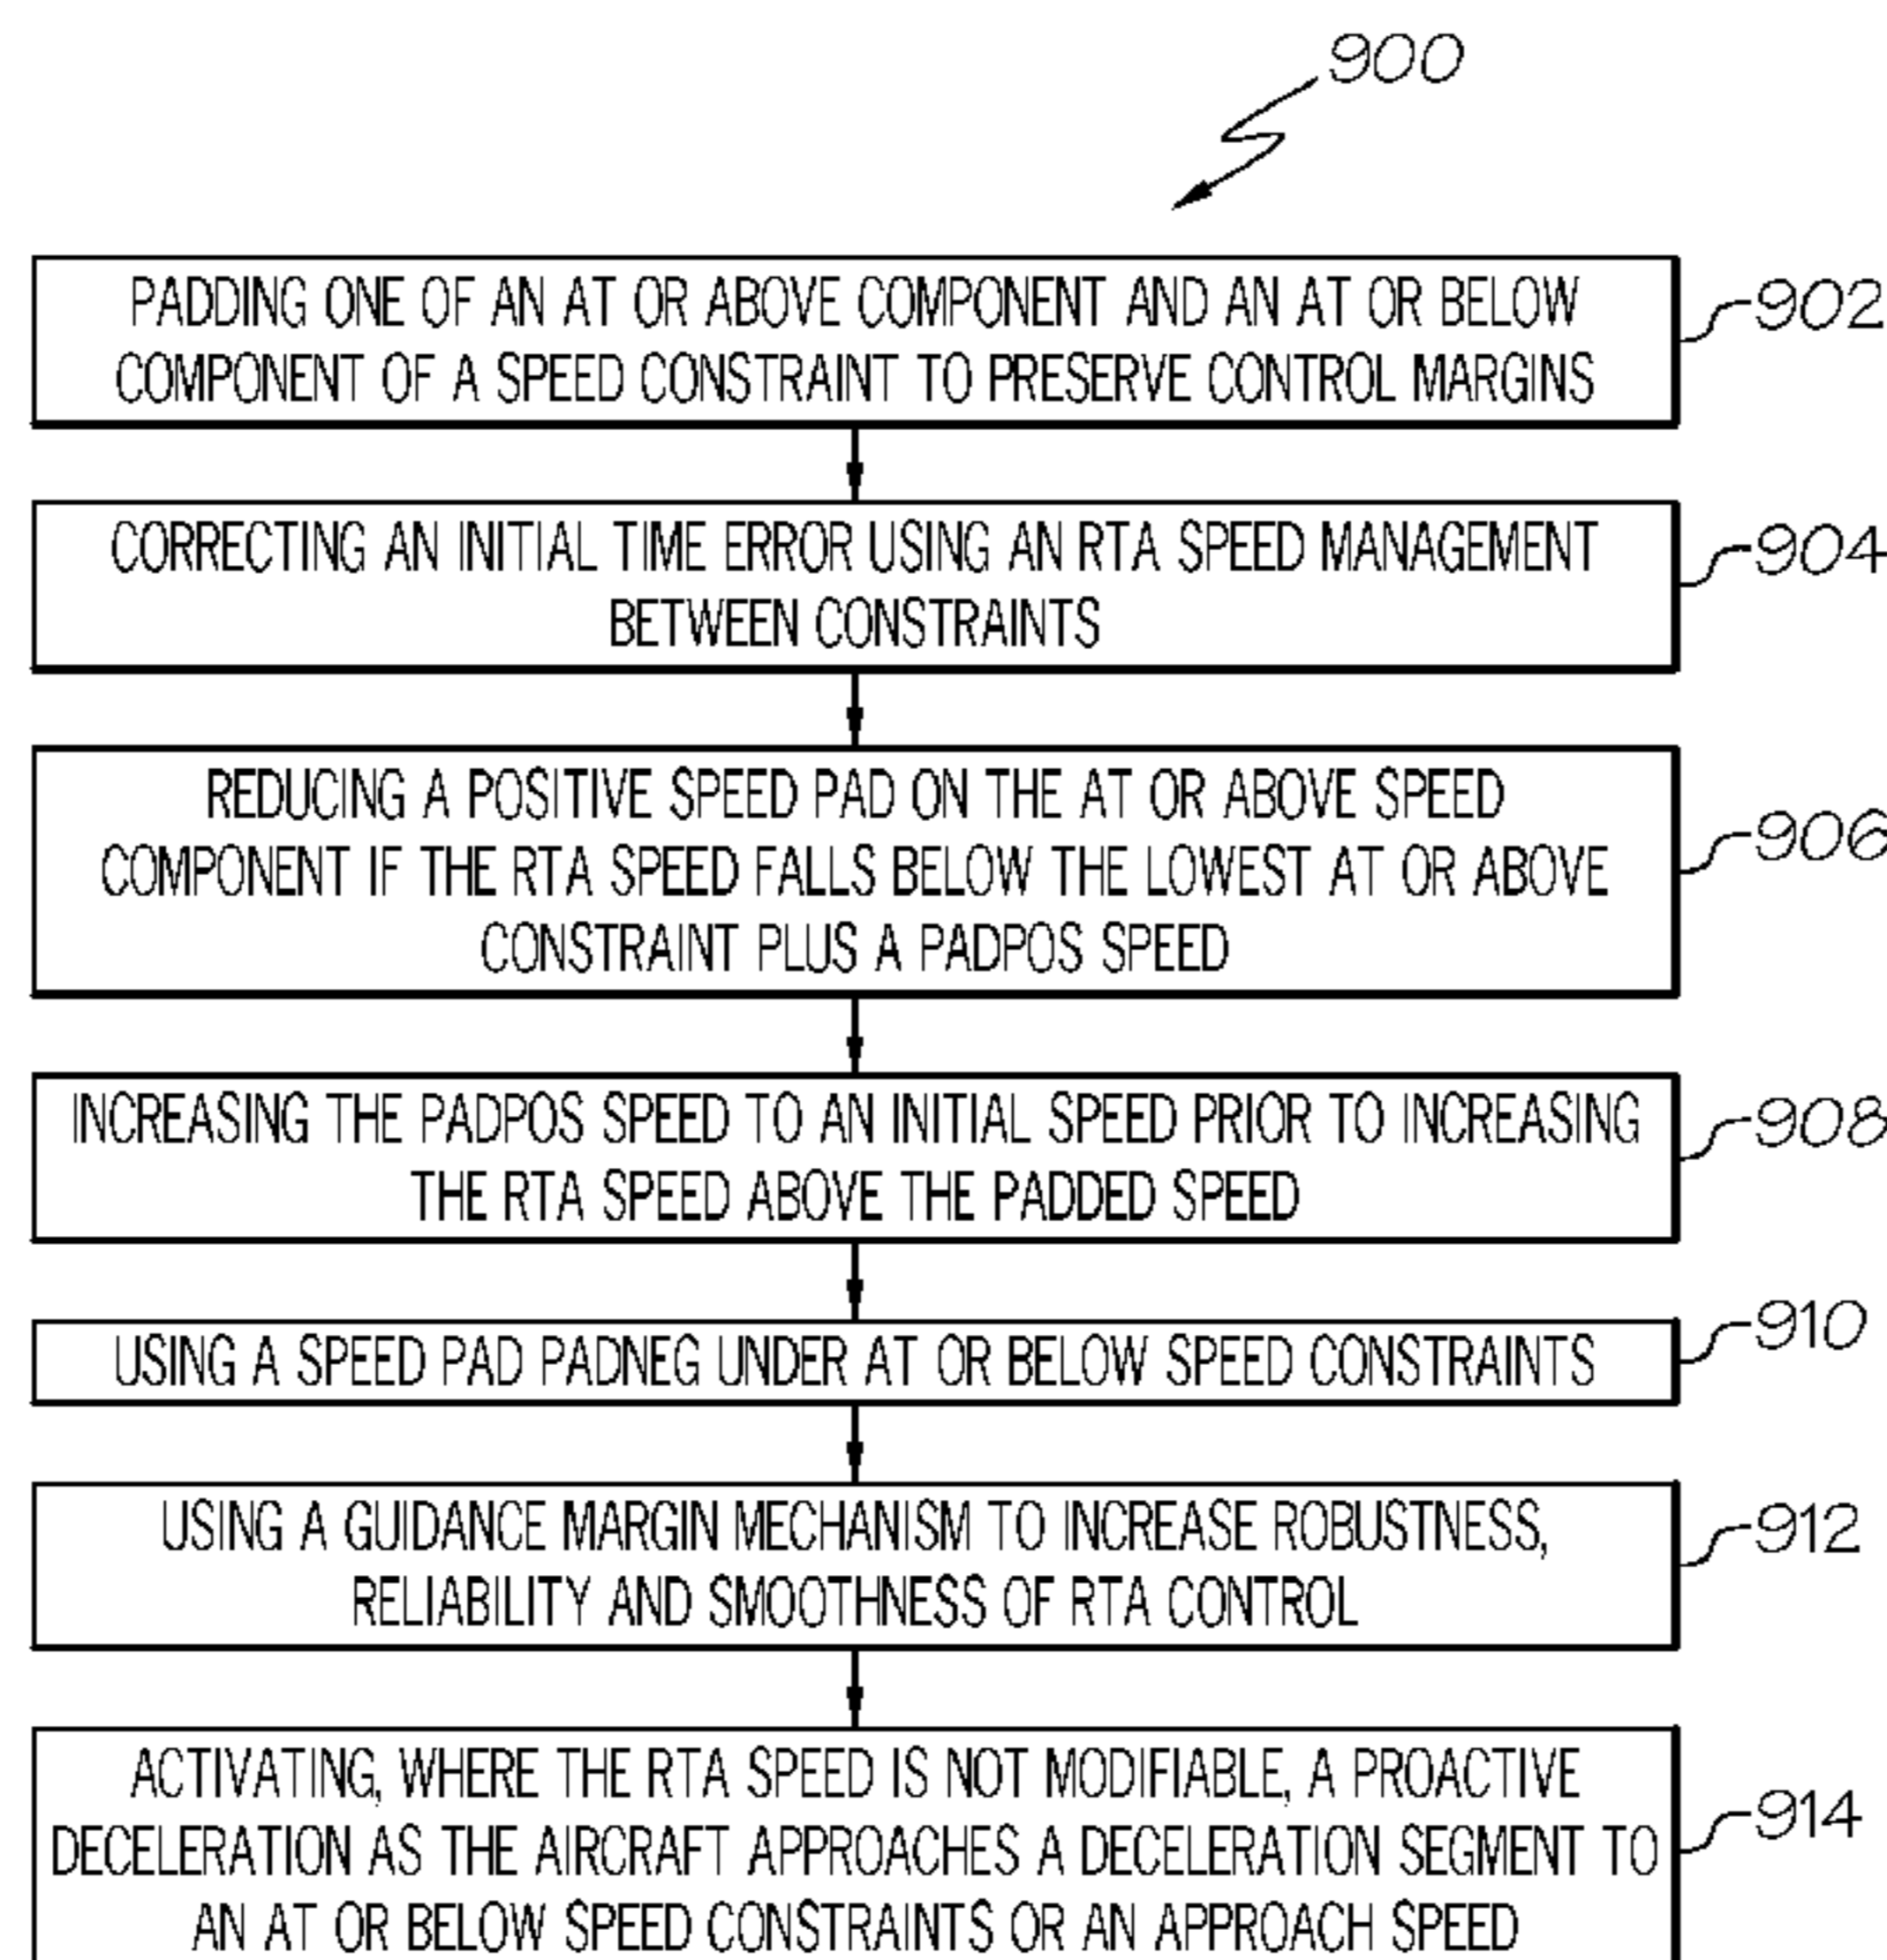 900
PADDING ONE OF AN AT OR ABOVE COMPONENT AND AN AT OR BELOW
COMPONENT OF A SPEED CONSTRAINT TO PRESERVE CONTROL MARGINS
902
CORRECTING AN INITIAL TIME ERROR USING AN RTA SPEED MANAGEMENT
BETWEEN CONSTRAINTS
904
REDUCING A POSITIVE SPEED PAD ON THE AT OR ABOVE SPEED
COMPONENT IF THE RTA SPEED FALLS BELOW THE LOWEST AT OR ABOVE
CONSTRAINT PLUS A PADPOS SPEED
906
INCREASING THE PADPOS SPEED TO AN INITIAL SPEED PRIOR TO INCREASING
THE RTA SPEED ABOVE THE PADDED SPEED
908
USING A SPEED PAD PADNEG UNDER AT OR BELOW SPEED CONSTRAINTS
910
USING A GUIDANCE MARGIN MECHANISM TO INCREASE ROBUSTNESS,
RELIABILITY AND SMOOTHNESS OF RTA CONTROL
912
ACTIVATING, WHERE THE RTA SPEED IS NOT MODIFIABLE, A PROACTIVE
DECELERATION AS THE AIRCRAFT APPROACHES A DECELERATION SEGMENT TO
AN AT OR BELOW SPEED CONSTRAINTS OR AN APPROACH SPEED
914